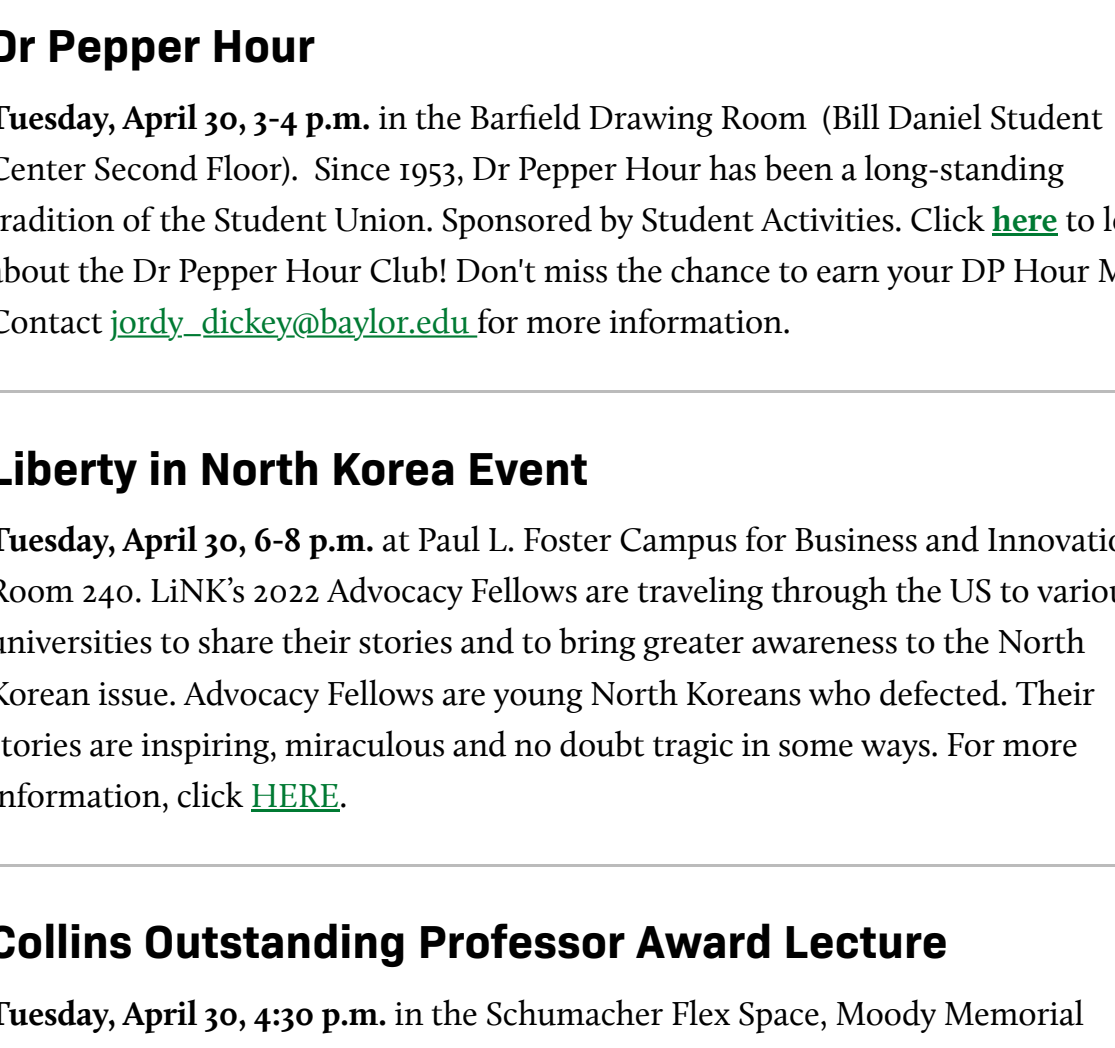 Dr Pepper Hour
Tuesday, April 30, 3-4 p.m. in the Barfield Drawing Room  (Bill Daniel Student
Center Second Floor).  Since 1953, Dr Pepper Hour has been a long-standing
tradition of the Student Union. Sponsored by Student Activities. Click here to
about the Dr Pepper Hour Club! Don't miss the chance to earn your DP Hour
Contact jordy_dickey@baylor.edu for more information.
Liberty in North Korea Event
Tuesday, April 30, 6-8 p.m. at Paul L. Foster Campus for Business and Innovatio
Room 240. LiNK’s 2022 Advocacy Fellows are traveling through the US to variou
universities to share their stories and to bring greater awareness to the North
Korean issue. Advocacy Fellows are young North Koreans who defected. Their
stories are inspiring, miraculous and no doubt tragic in some ways. For more
information, click HERE.
Collins Outstanding Professor Award Lecture
Tuesday, April 30, 4:30 p.m. in the Schumacher Flex Space, Moody Memorial